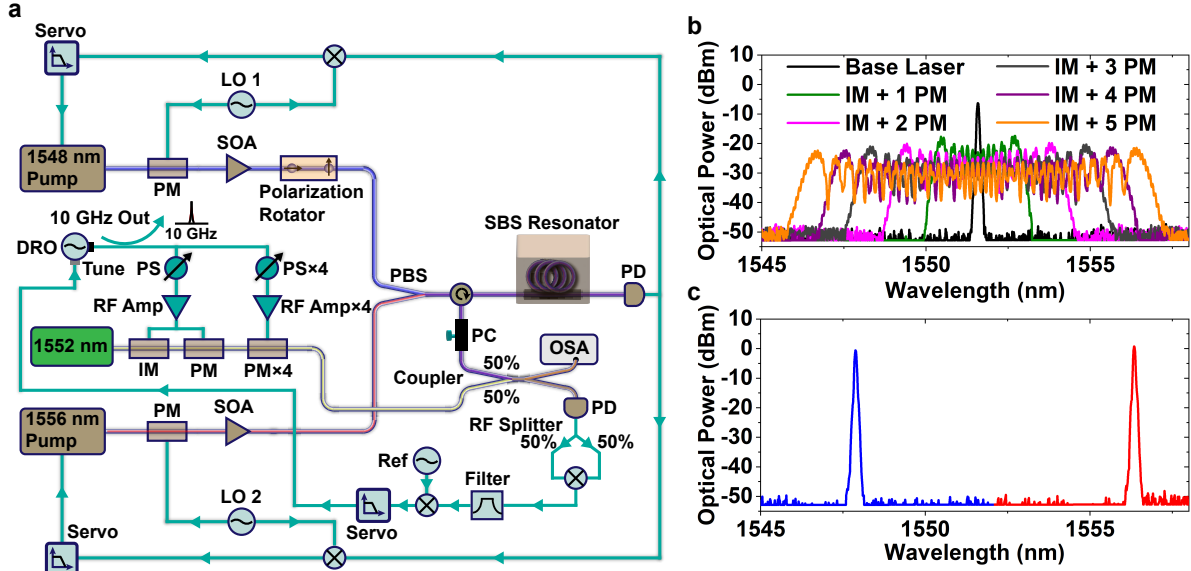 a
Servo
LO 1
1548 nm
Pump
PM
SOA
Polarization
Rotator
10 GHz Out
10 GHz
DRO
Tune
PS
PS×4
RF Amp
RF Amp×4
PBS
SBS Resonator
PD
1552 nm
IM
PM
PM×4
PC
50%
OSA
Coupler
50%
1556 nm
Pump
PM
SOA
PD
RF Splitter
50%
50%
Ref
Filter
LO 2
Servo
Servo
b
Optical Power (dBm)
10
0
-10
-20
-30
-40
-50
Base Laser
IM + 1 PM
IM + 2 PM
IM + 3 PM
IM + 4 PM
IM + 5 PM
1545
1550
1555
Wavelength (nm)
c
Optical Power (dBm)
10
0
-10
-20
-30
-40
-50
1545
1550
1555
Wavelength (nm)